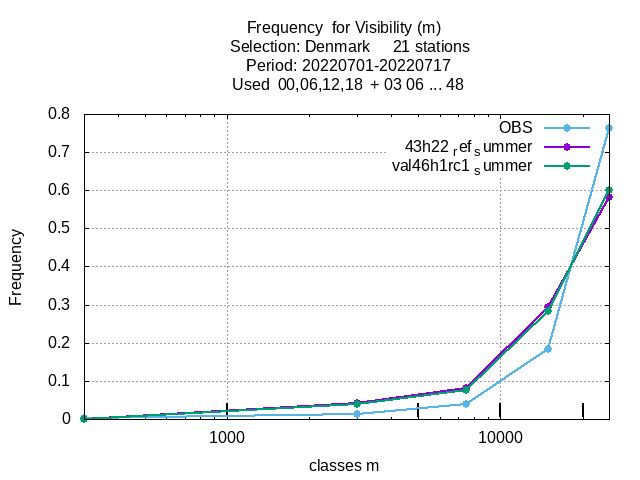 Frequency  for Visibility (m)
Selection: Denmark     21 stations
Period: 20220701-20220717
Used  00,06,12,18  + 03 06 ... 48
0.8
0.7
0.6
0.5
0.4
0.3
0.2
0.1
0
Frequency
OBS
43h22 ref summer
val46h1rc1 summer
1000
10000
classes m